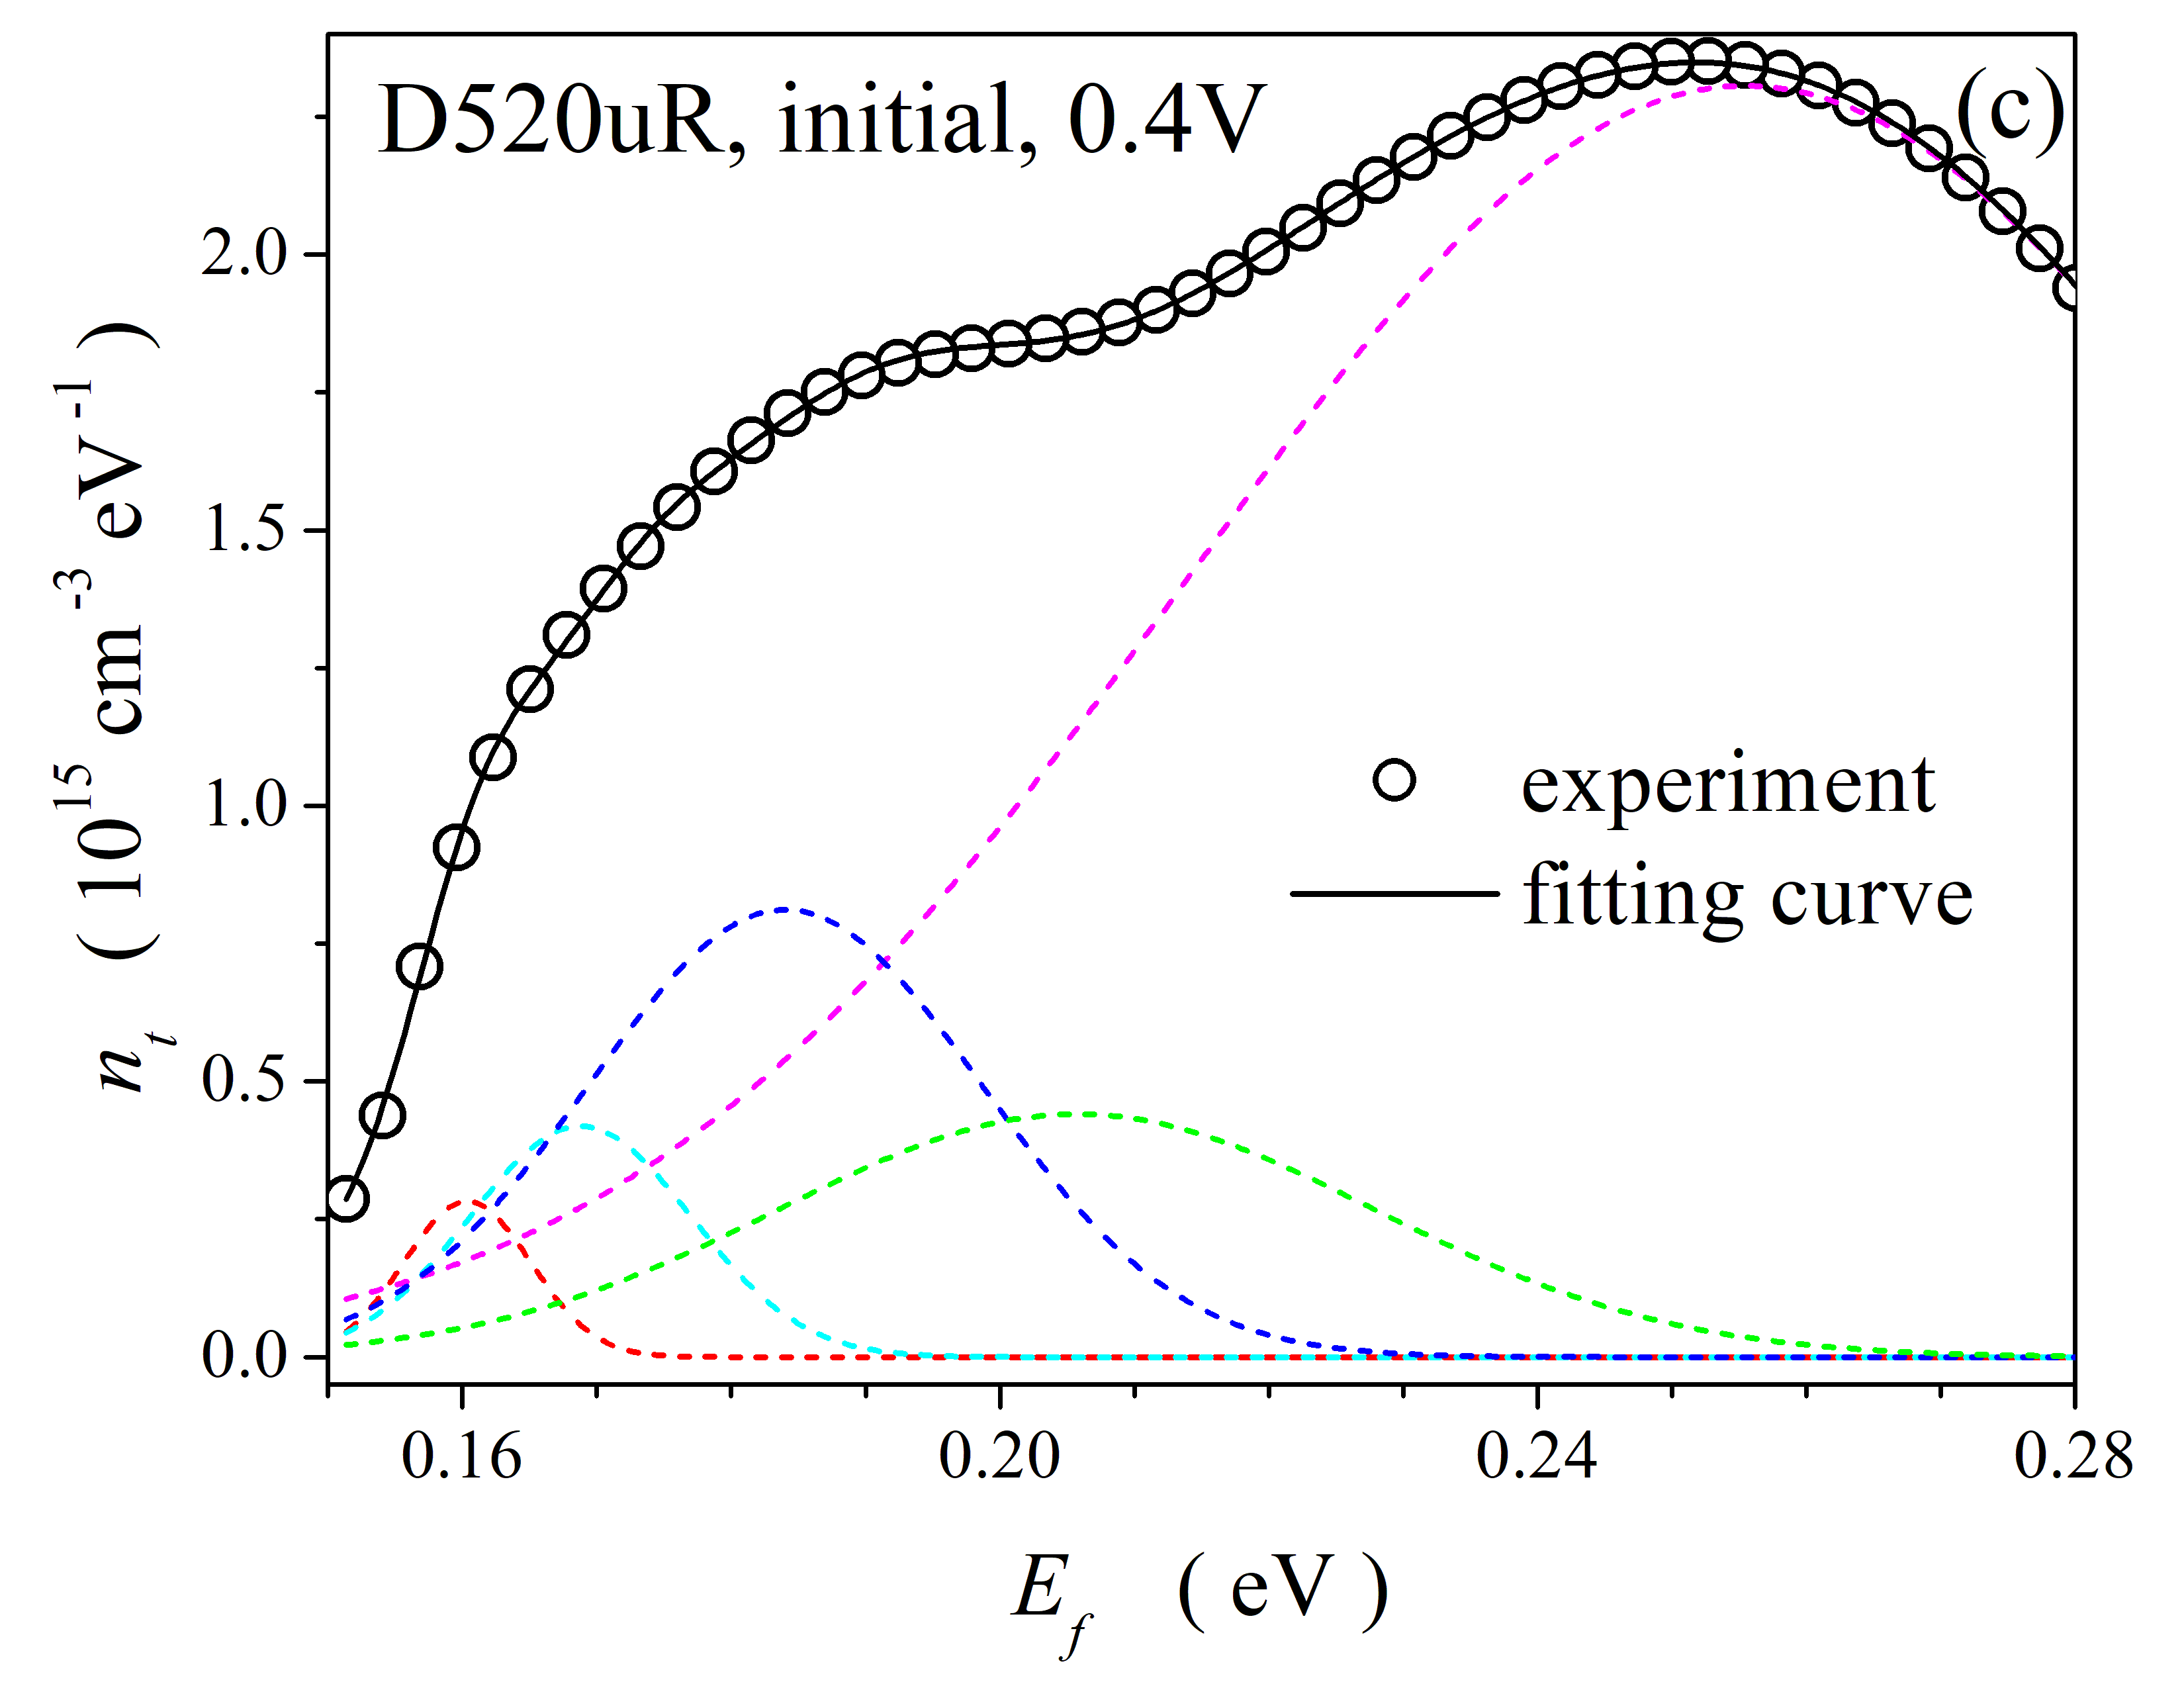 D520uR, initial, 0.4V
(c)
2.0
1.5
1.0
0.5
0.0
n_t ( 10^15 cm^-3 eV^-1 )
experiment
fitting curve
0.16 0.20 0.24 0.28
E_f ( eV )